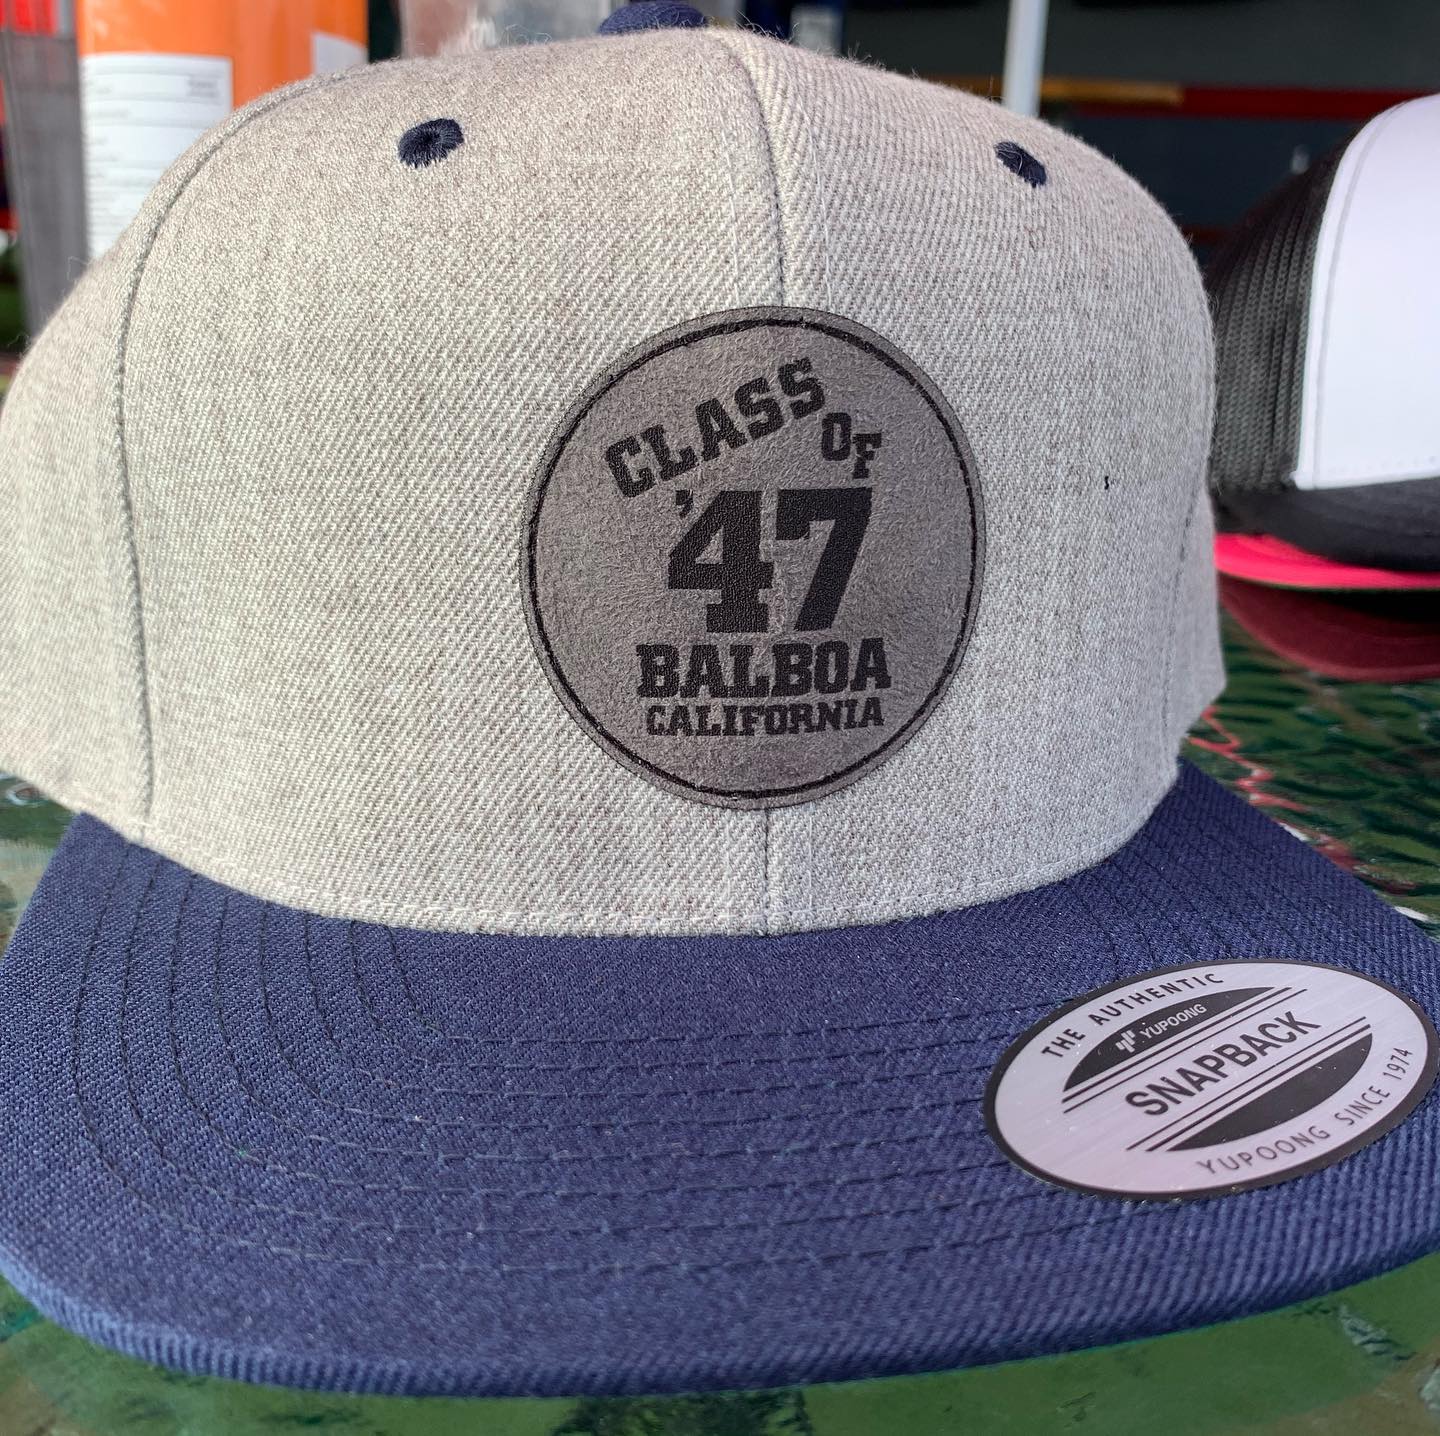 CLASS OF
'47
BALBOA
CALIFORNIA
THE AUTHENTIC
YUPOONG
SNAPBACK
YUPOONG SINCE 1974